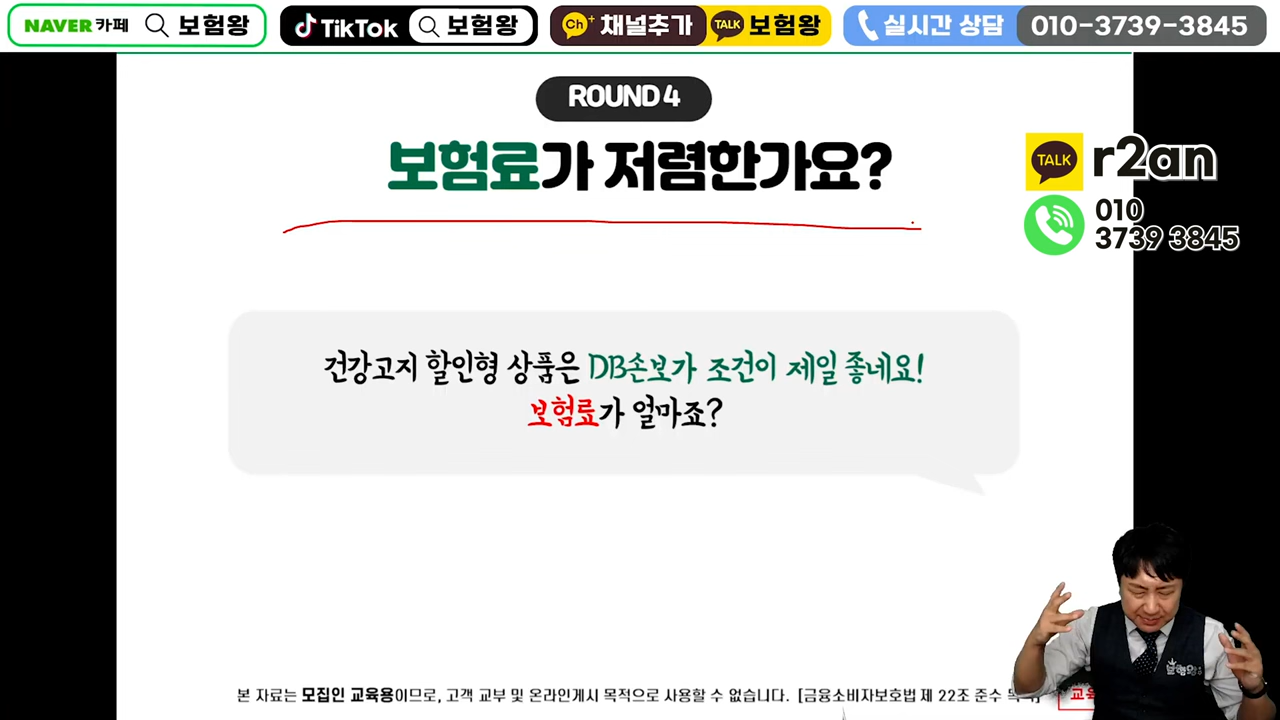 NAVER 카페 보험왕
TikTok 보험왕
Ch+ 채널추가 TALK 보험왕
실시간 상담 010-3739-3845
ROUND 4
보험료가 저렴한가요?
TALK r2an
010
3739 3845
건강고지 할인형 상품은 DB손보가 조건이 제일 좋네요!
보험료가 얼마죠?
본 자료는 모집인 교육용이므로, 고객 교부 및 온라인게시 목적으로 사용할 수 없습니다. [금융소비자보호법 제 22조 준수